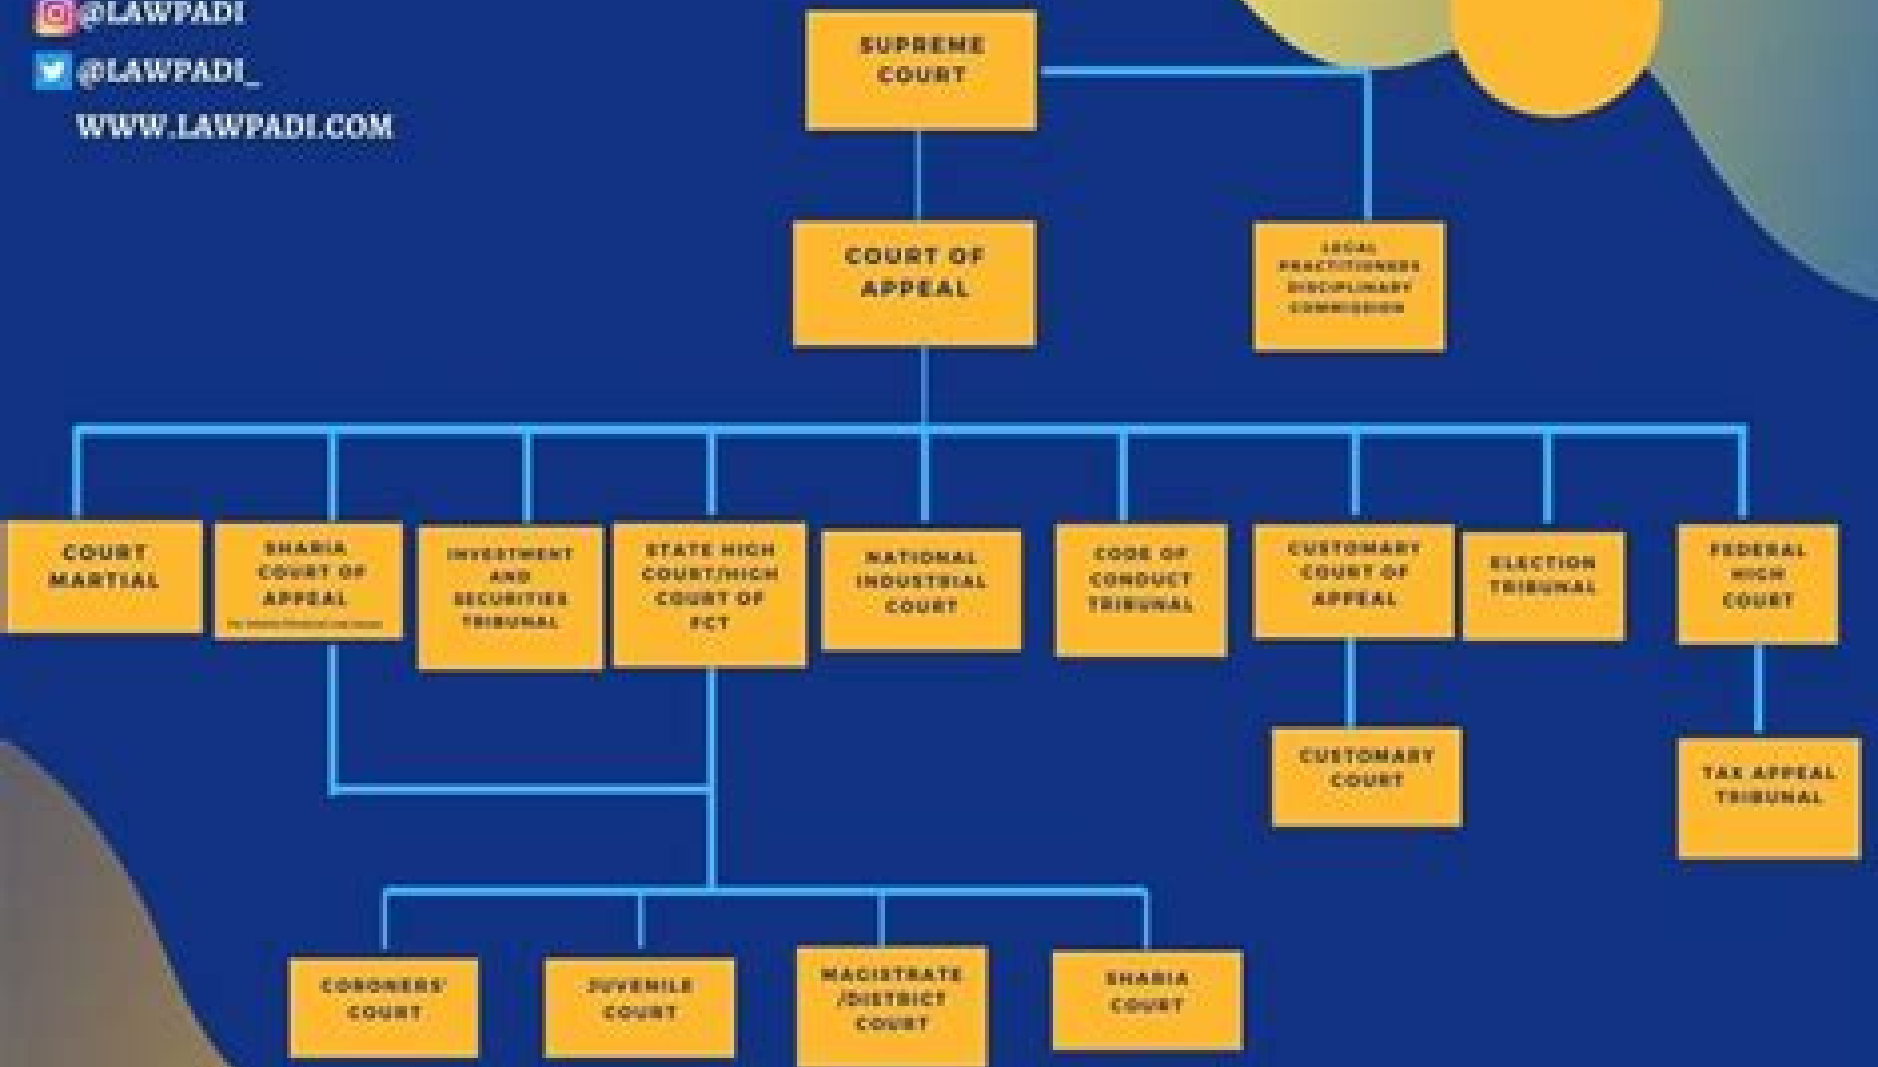 @LAWPADI
@LAWPADI_
WWW.LAWPADI.COM
SUPREME
COURT
COURT OF
APPEAL
LEGAL
PRACTITIONERS
DISCIPLINARY
COMMISSION
COURT
MARTIAL
SHARIA
COURT OF
APPEAL
INVESTMENT
AND
SECURITIES
TRIBUNAL
STATE HIGH
COURT/HIGH
COURT OF
FCT
NATIONAL
INDUSTRIAL
COURT
CODE OF
CONDUCT
TRIBUNAL
CUSTOMARY
COURT OF
APPEAL
ELECTION
TRIBUNAL
FEDERAL
HIGH
COURT
CUSTOMARY
COURT
TAX APPEAL
TRIBUNAL
CORONERS'
COURT
JUVENILE
COURT
MAGISTRATE
/DISTRICT
COURT
SHARIA
COURT